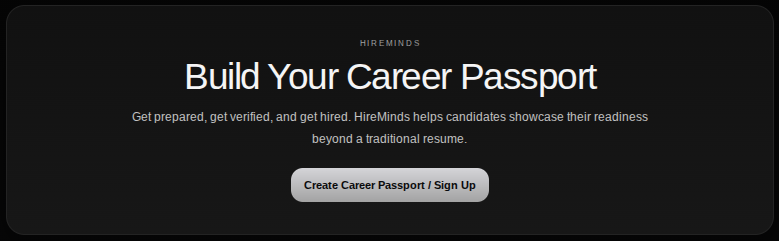 HIREMINDS
Build Your Career Passport
Get prepared, get verified, and get hired. HireMinds helps candidates showcase their readiness
beyond a traditional resume.
Create Career Passport / Sign Up